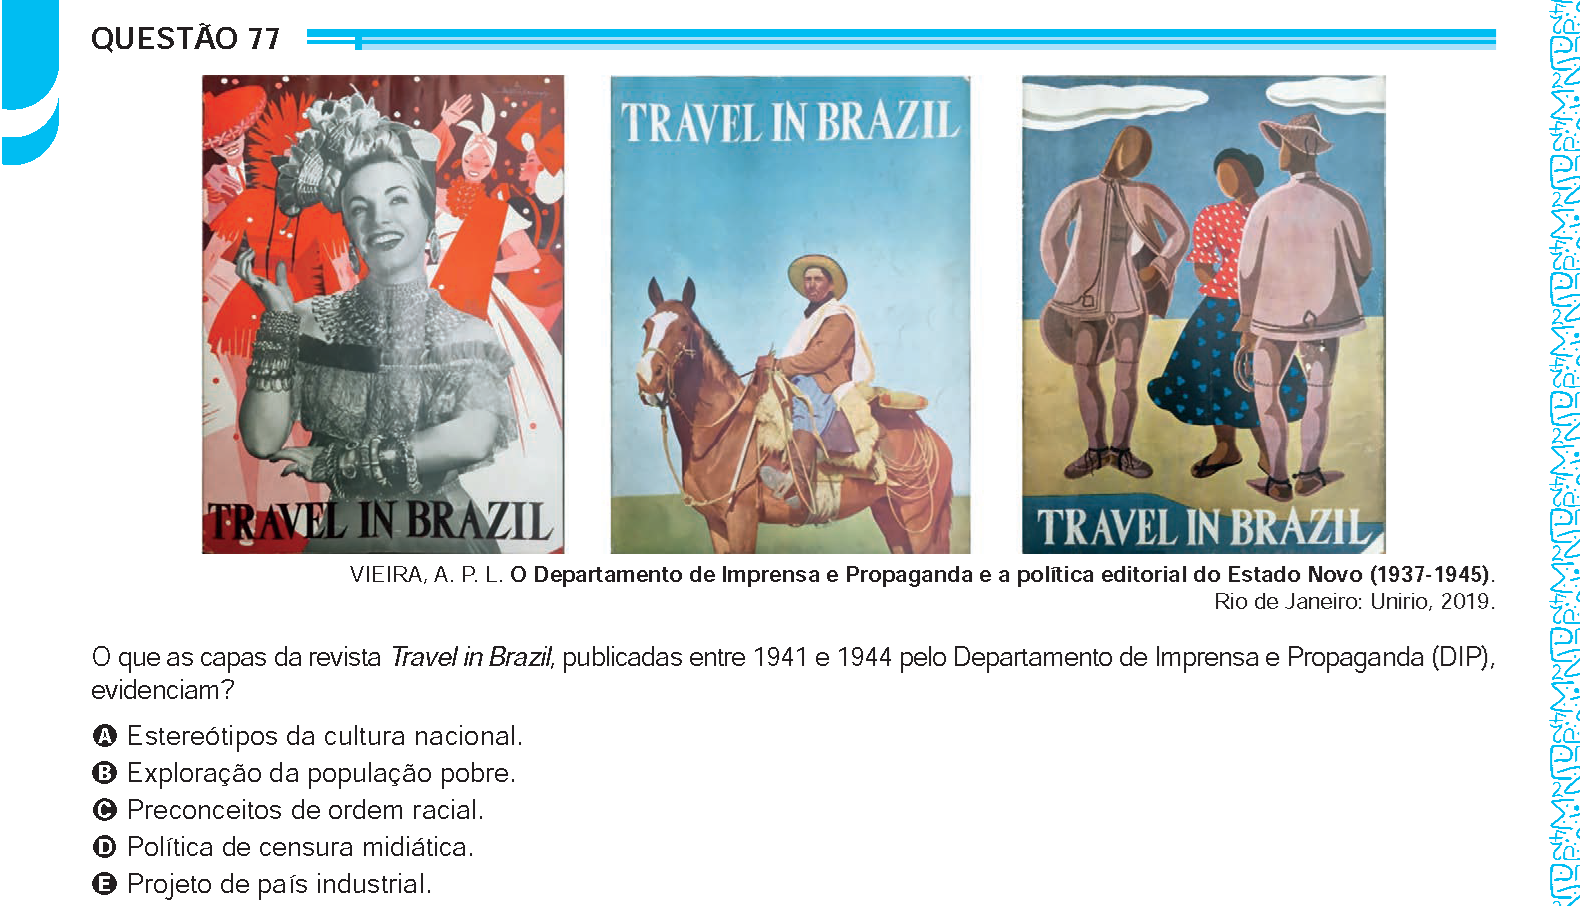 QUESTÃO 77
TRAVEL IN BRAZIL
TRAVEL IN BRAZIL
TRAVEL IN BRAZIL
VIEIRA, A. P. L. O Departamento de Imprensa e Propaganda e a política editorial do Estado Novo (1937-1945).
Rio de Janeiro: Unirio, 2019.
O que as capas da revista Travel in Brazil, publicadas entre 1941 e 1944 pelo Departamento de Imprensa e Propaganda (DIP),
evidenciam?
A Estereótipos da cultura nacional.
B Exploração da população pobre.
C Preconceitos de ordem racial.
D Política de censura midiática.
E Projeto de país industrial.